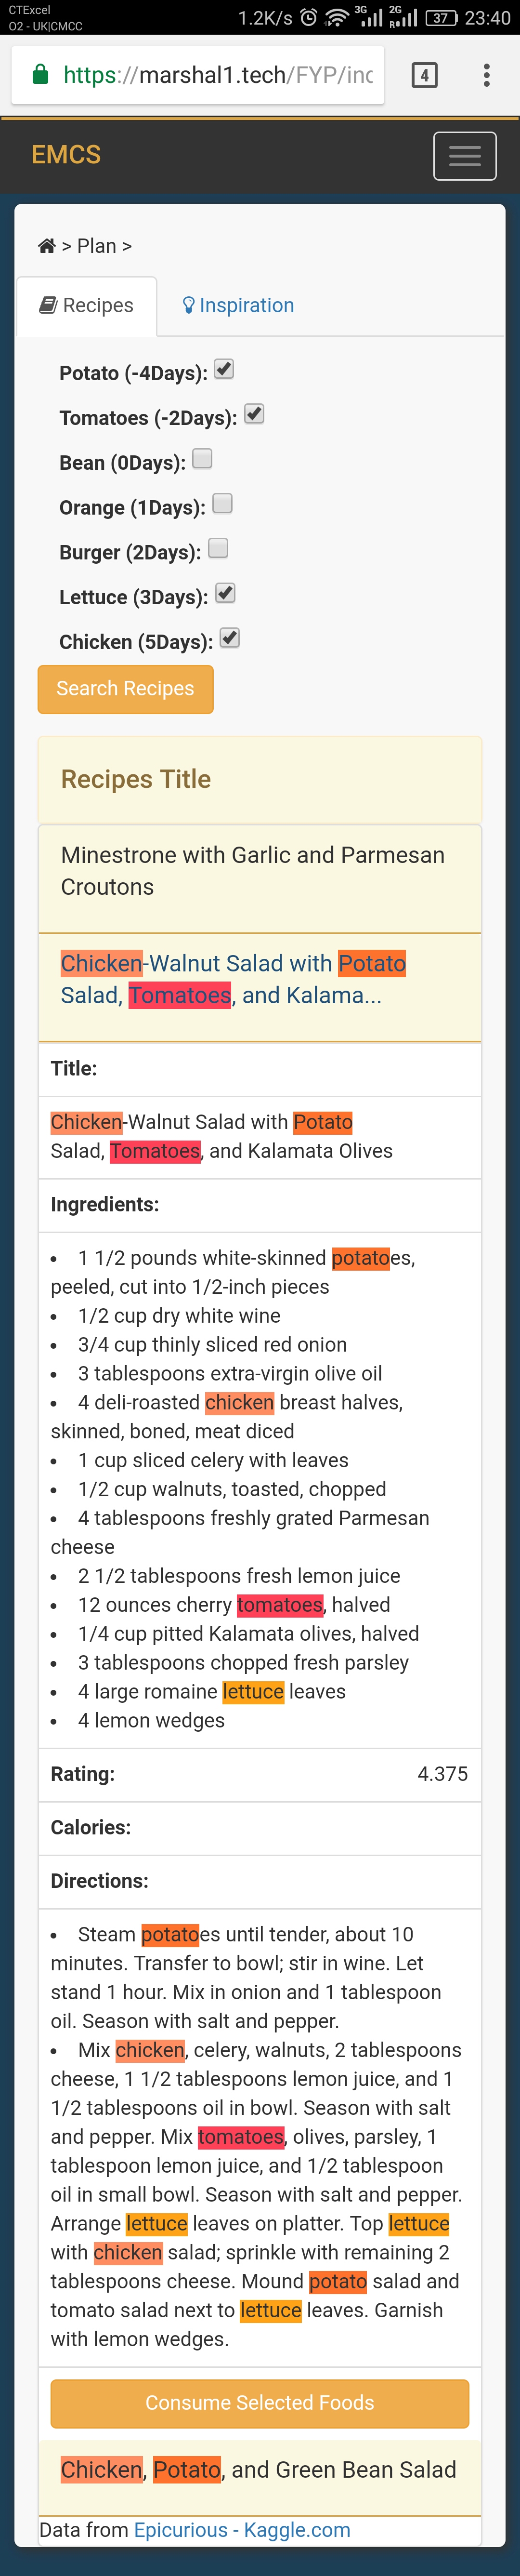 CTExcel
O2 - UK|CMCC
1.2K/s 3G 2G R 37 23:40
https://marshal1.tech/FYP/inc
4
EMCS
> Plan >
Recipes
Inspiration
Potato (-4Days):
Tomatoes (-2Days):
Bean (0Days):
Orange (1Days):
Burger (2Days):
Lettuce (3Days):
Chicken (5Days):
Search Recipes
Recipes Title
Minestrone with Garlic and Parmesan
Croutons
Chicken-Walnut Salad with Potato
Salad, Tomatoes, and Kalama...
Title:
Chicken-Walnut Salad with Potato
Salad, Tomatoes, and Kalamata Olives
Ingredients:
• 1 1/2 pounds white-skinned potatoes,
peeled, cut into 1/2-inch pieces
• 1/2 cup dry white wine
• 3/4 cup thinly sliced red onion
• 3 tablespoons extra-virgin olive oil
• 4 deli-roasted chicken breast halves,
skinned, boned, meat diced
• 1 cup sliced celery with leaves
• 1/2 cup walnuts, toasted, chopped
• 4 tablespoons freshly grated Parmesan
cheese
• 2 1/2 tablespoons fresh lemon juice
• 12 ounces cherry tomatoes, halved
• 1/4 cup pitted Kalamata olives, halved
• 3 tablespoons chopped fresh parsley
• 4 large romaine lettuce leaves
• 4 lemon wedges
Rating: 4.375
Calories:
Directions:
• Steam potatoes until tender, about 10
minutes. Transfer to bowl; stir in wine. Let
stand 1 hour. Mix in onion and 1 tablespoon
oil. Season with salt and pepper.
• Mix chicken, celery, walnuts, 2 tablespoons
cheese, 1 1/2 tablespoons lemon juice, and 1
1/2 tablespoons oil in bowl. Season with salt
and pepper. Mix tomatoes, olives, parsley, 1
tablespoon lemon juice, and 1/2 tablespoon
oil in small bowl. Season with salt and pepper.
Arrange lettuce leaves on platter. Top lettuce
with chicken salad; sprinkle with remaining 2
tablespoons cheese. Mound potato salad and
tomato salad next to lettuce leaves. Garnish
with lemon wedges.
Consume Selected Foods
Chicken, Potato, and Green Bean Salad
Data from Epicurious - Kaggle.com